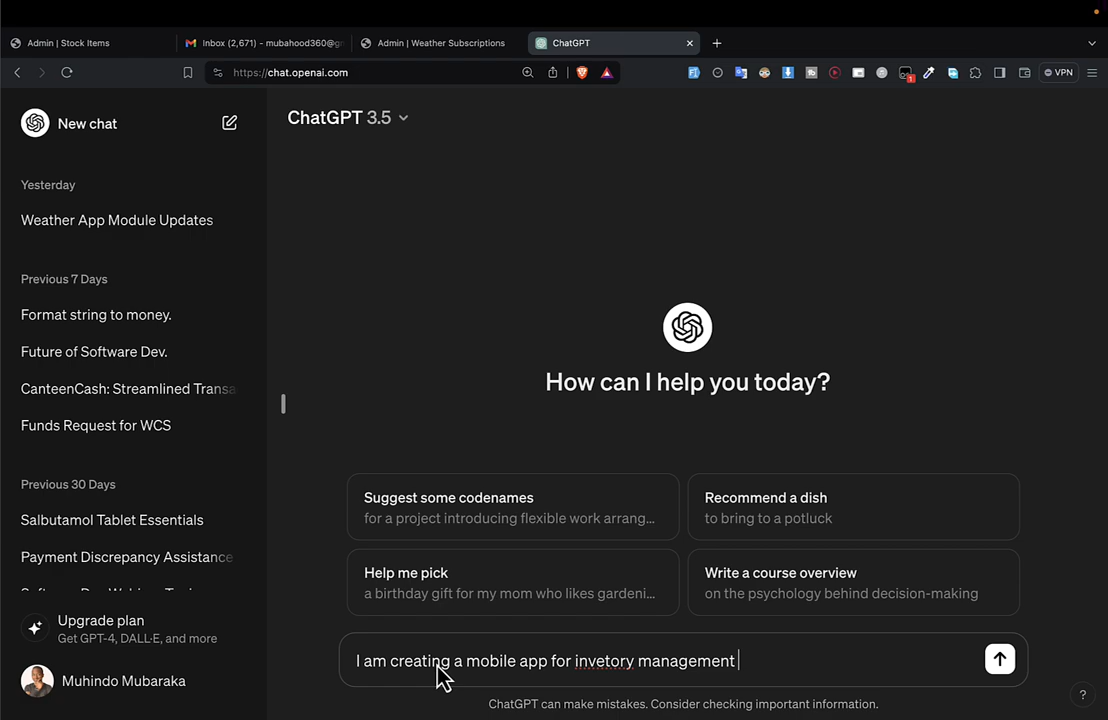 Admin | Stock Items
Inbox (2,671) - mubahood360@gm
Admin | Weather Subscriptions
ChatGPT
https://chat.openai.com
VPN
New chat
ChatGPT 3.5
Yesterday
Weather App Module Updates
Previous 7 Days
Format string to money.
Future of Software Dev.
CanteenCash: Streamlined Transa
Funds Request for WCS
Previous 30 Days
Salbutamol Tablet Essentials
Payment Discrepancy Assistance
Upgrade plan
Get GPT-4, DALL·E, and more
Muhindo Mubaraka
How can I help you today?
Suggest some codenames
for a project introducing flexible work arrang...
Recommend a dish
to bring to a potluck
Help me pick
a birthday gift for my mom who likes gardeni...
Write a course overview
on the psychology behind decision-making
I am creating a mobile app for invetory management
ChatGPT can make mistakes. Consider checking important information.
?